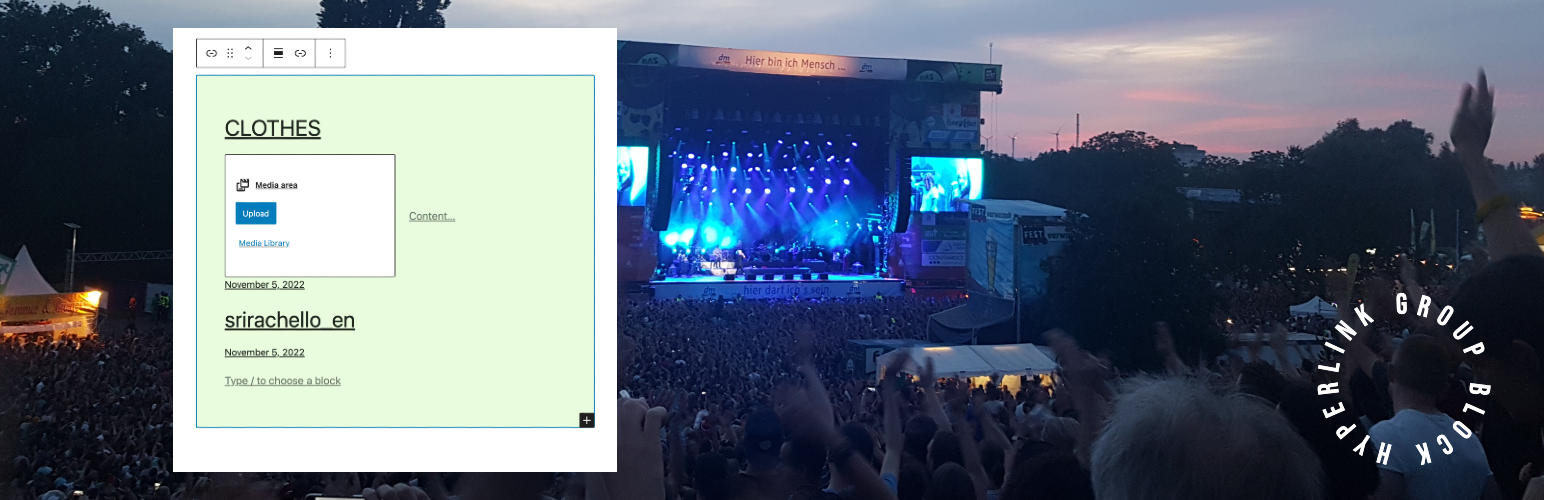 CLOTHES
Media area
Upload
Media Library
Content...
November 5, 2022
srirachello_en
November 5, 2022
Type / to choose a block
dm Hier bin ich Mensch ... dm
dm hier darf ich's sein.
FEST
HYPERLINK GROUP BLOCK